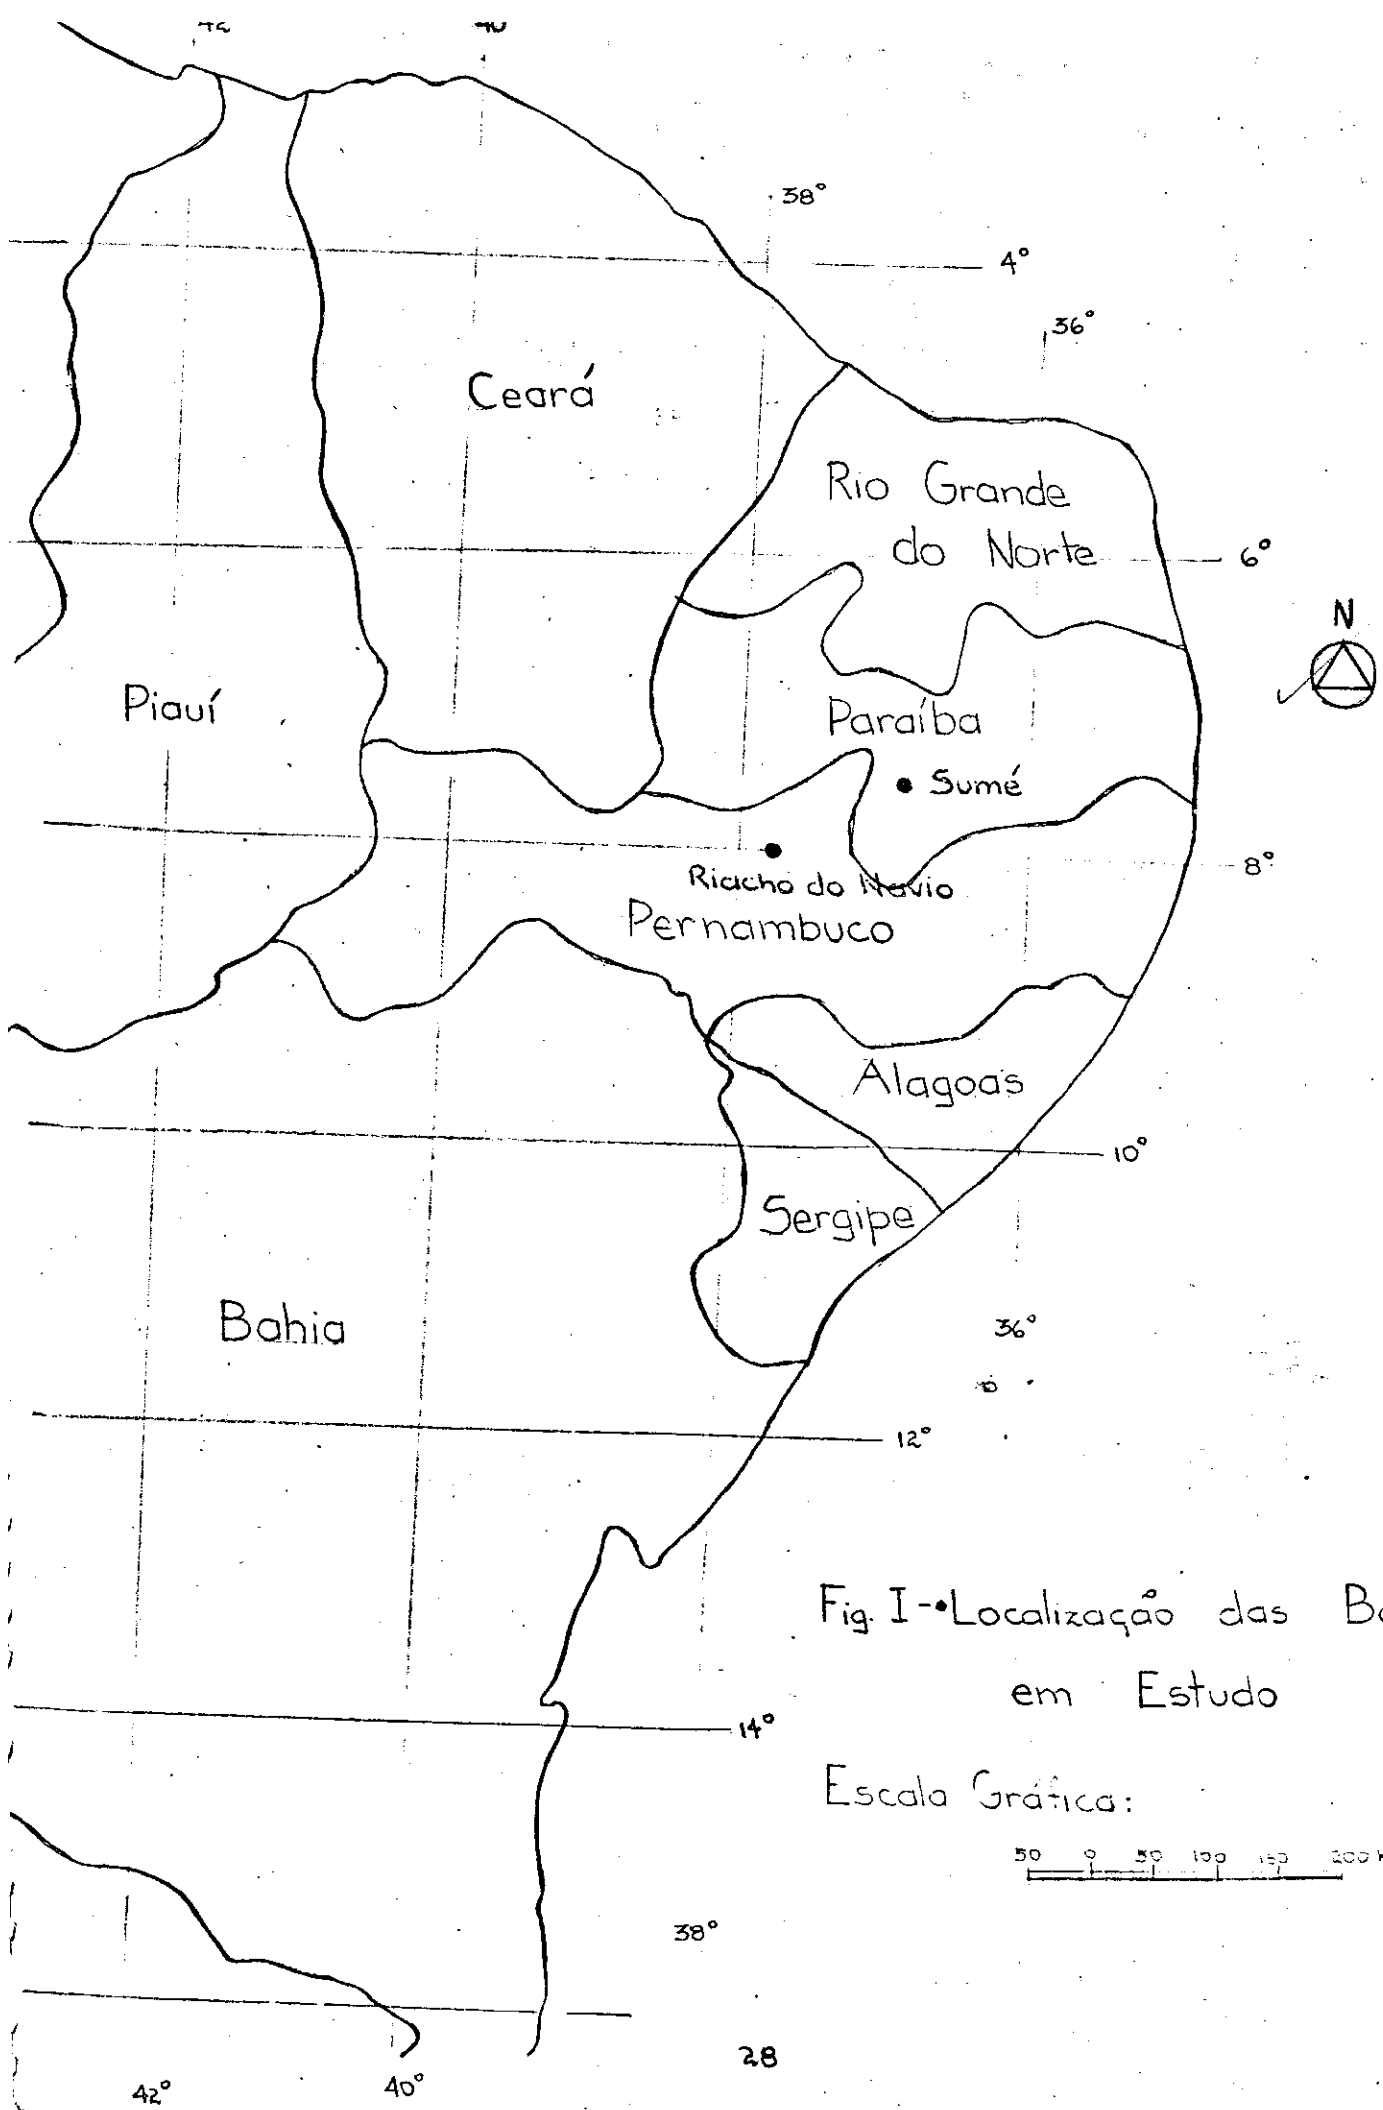 38°
4°
36°
Ceará
Rio Grande
do Norte
6°
N
Piauí
Paraíba
Sumé
8°
Riacho do Navio
Pernambuco
Alagoas
10°
Sergipe
Bahia
36°
12°
Fig. I-•Localização das
em Estudo
14°
Escala Gráfica:
50 0 50 100 150 200
38°
28
42° 40°